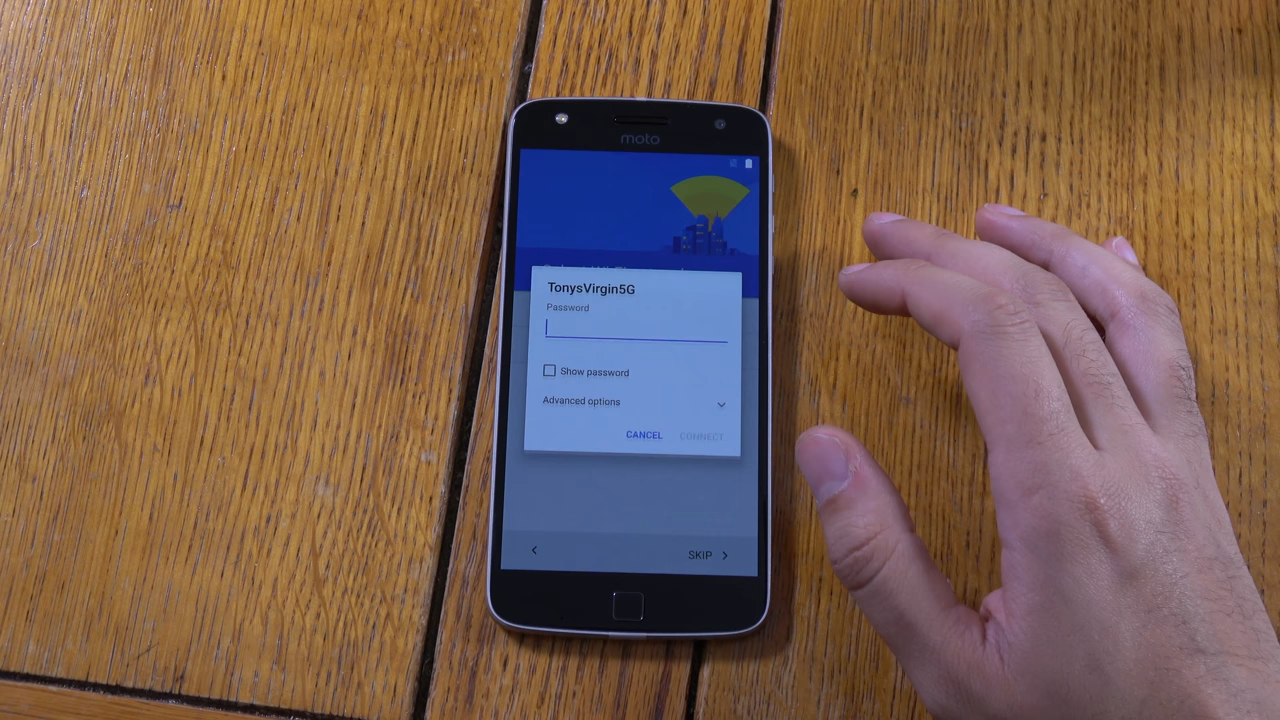 moto
TonysVirgin5G
Password
Show password
Advanced options
CANCEL CONNECT
SKIP